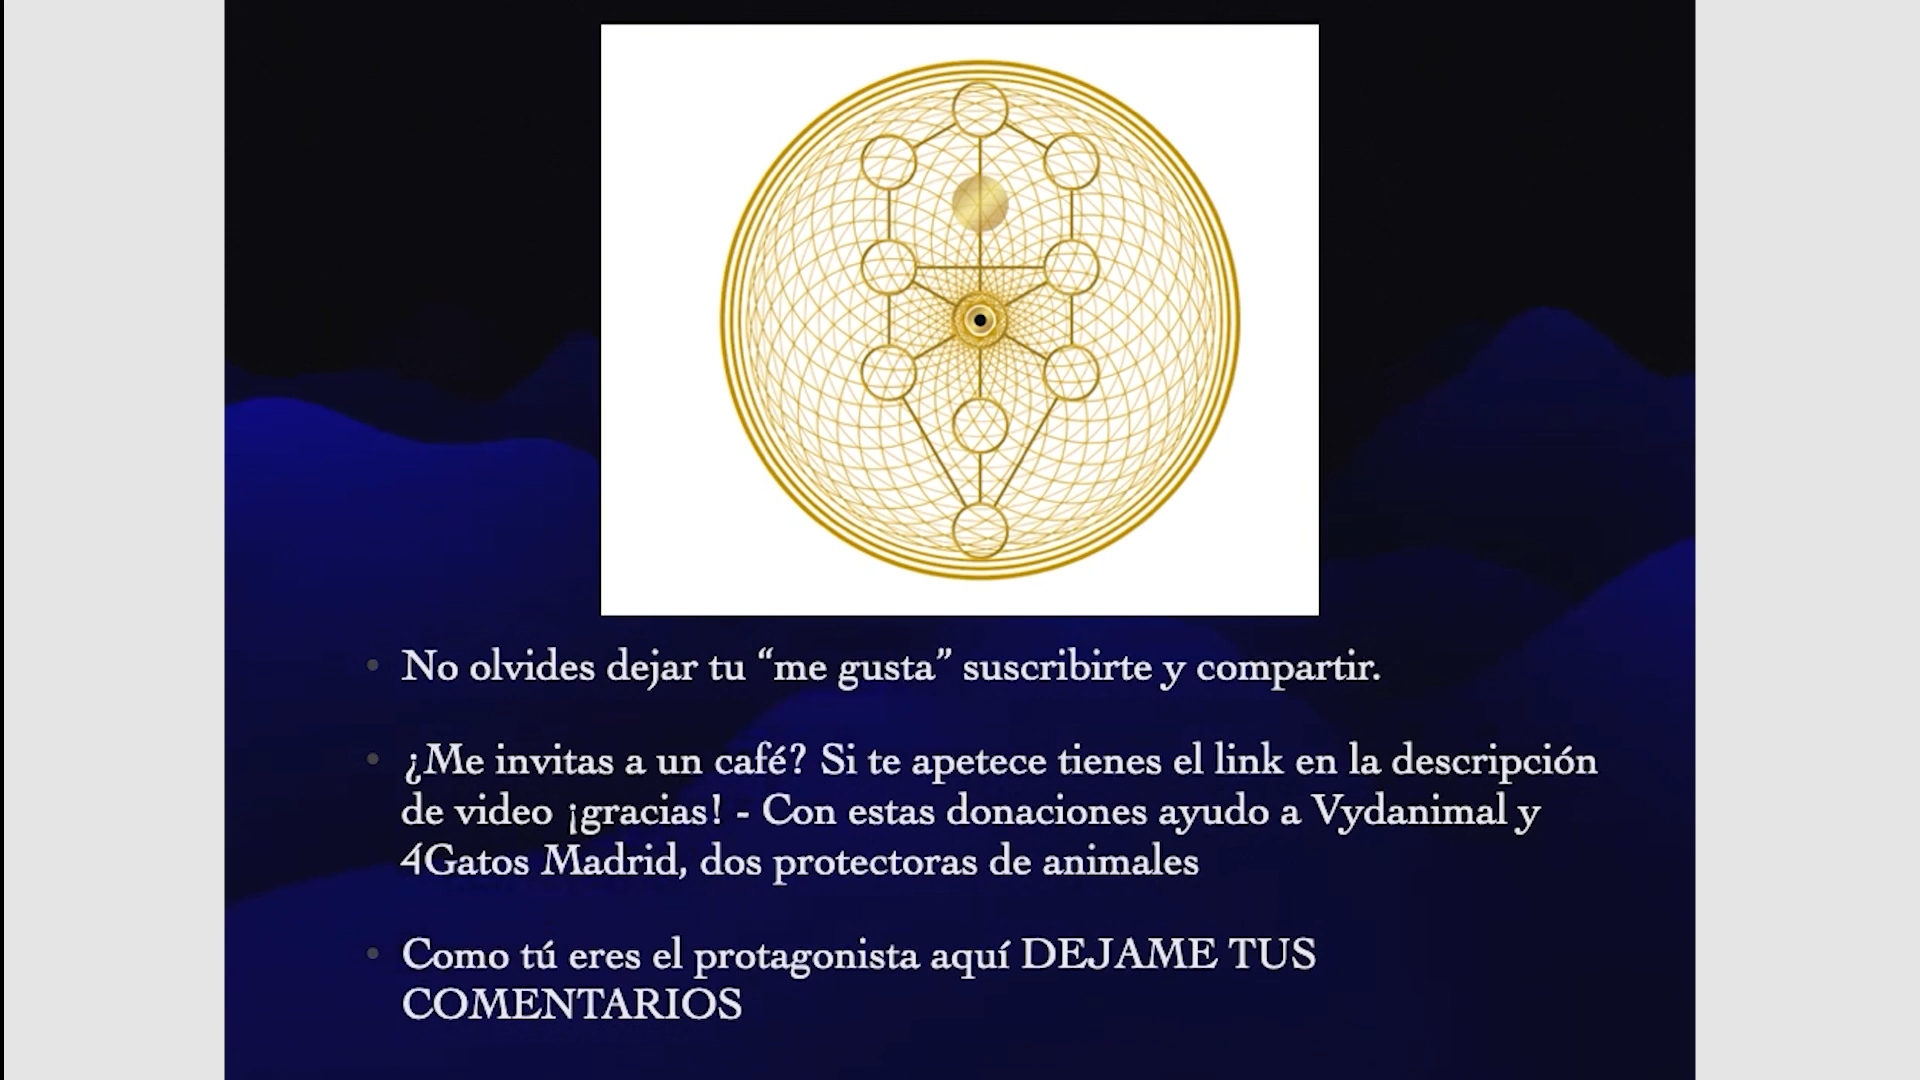 • No olvides dejar tu “me gusta” suscribirte y compartir.
• ¿Me invitas a un café? Si te apetece tienes el link en la descripción
de video ¡gracias! - Con estas donaciones ayudo a Vydanimal y
4Gatos Madrid, dos protectoras de animales
• Como tú eres el protagonista aquí DEJAME TUS
COMENTARIOS